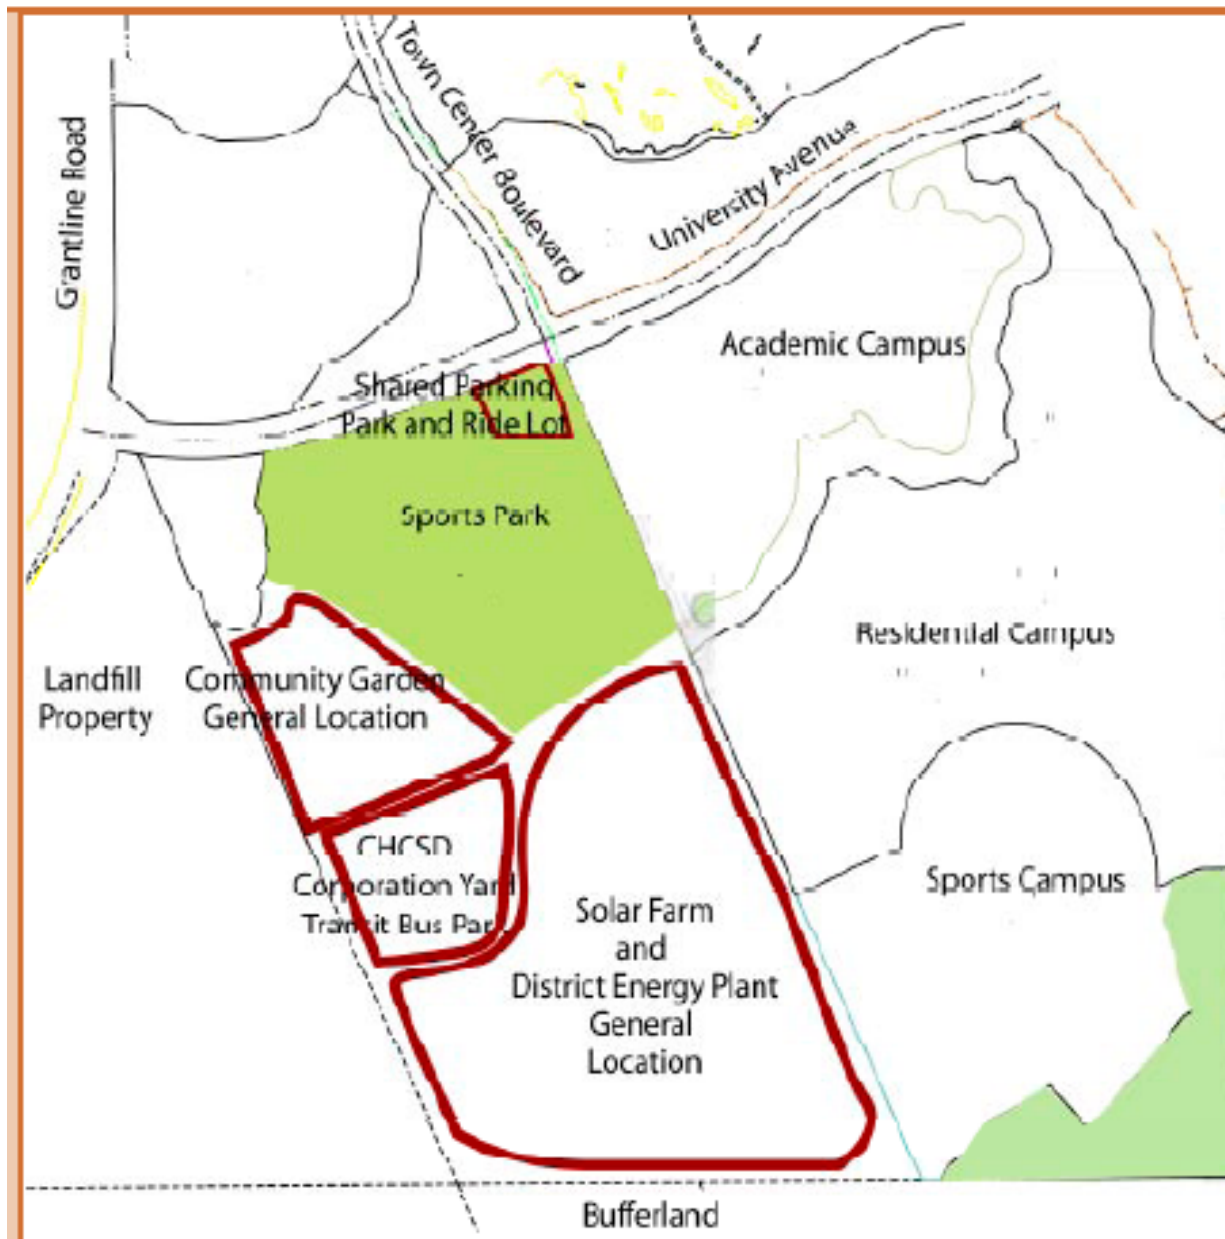 Town Center Boulevard
Grantline Road
University Avenue
Academic Campus
Shared Parking
Park and Ride Lot
Sports Park
Residential Campus
Landfill
Property
Community Garden
General Location
CHCSD
Corporation Yard
Transit Bus Par
Sports Campus
Solar Farm
and
District Energy Plant
General
Location
Bufferland